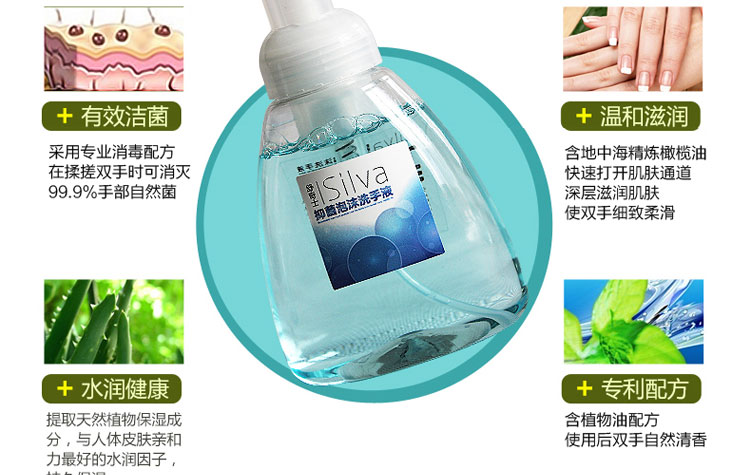 + 有效洁菌
采用专业消毒配方
在揉搓双手时可消灭
99.9%手部自然菌
+ 温和滋润
含地中海精炼橄榄油
快速打开肌肤通道
深层滋润肌肤
使双手细致柔滑
iSilva
抑菌泡沫洗手液
+ 水润健康
提取天然植物保湿成
分，与人体皮肤亲和
力最好的水润因子，
+ 专利配方
含植物油配方
使用后双手自然清香